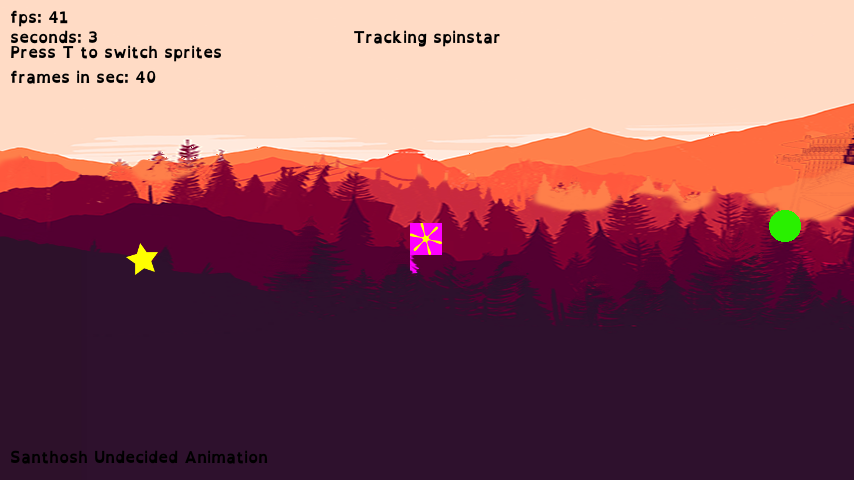 fps: 41
seconds: 3
Press T to switch sprites
Tracking spinstar
frames in sec: 40
Santhosh Undecided Animation